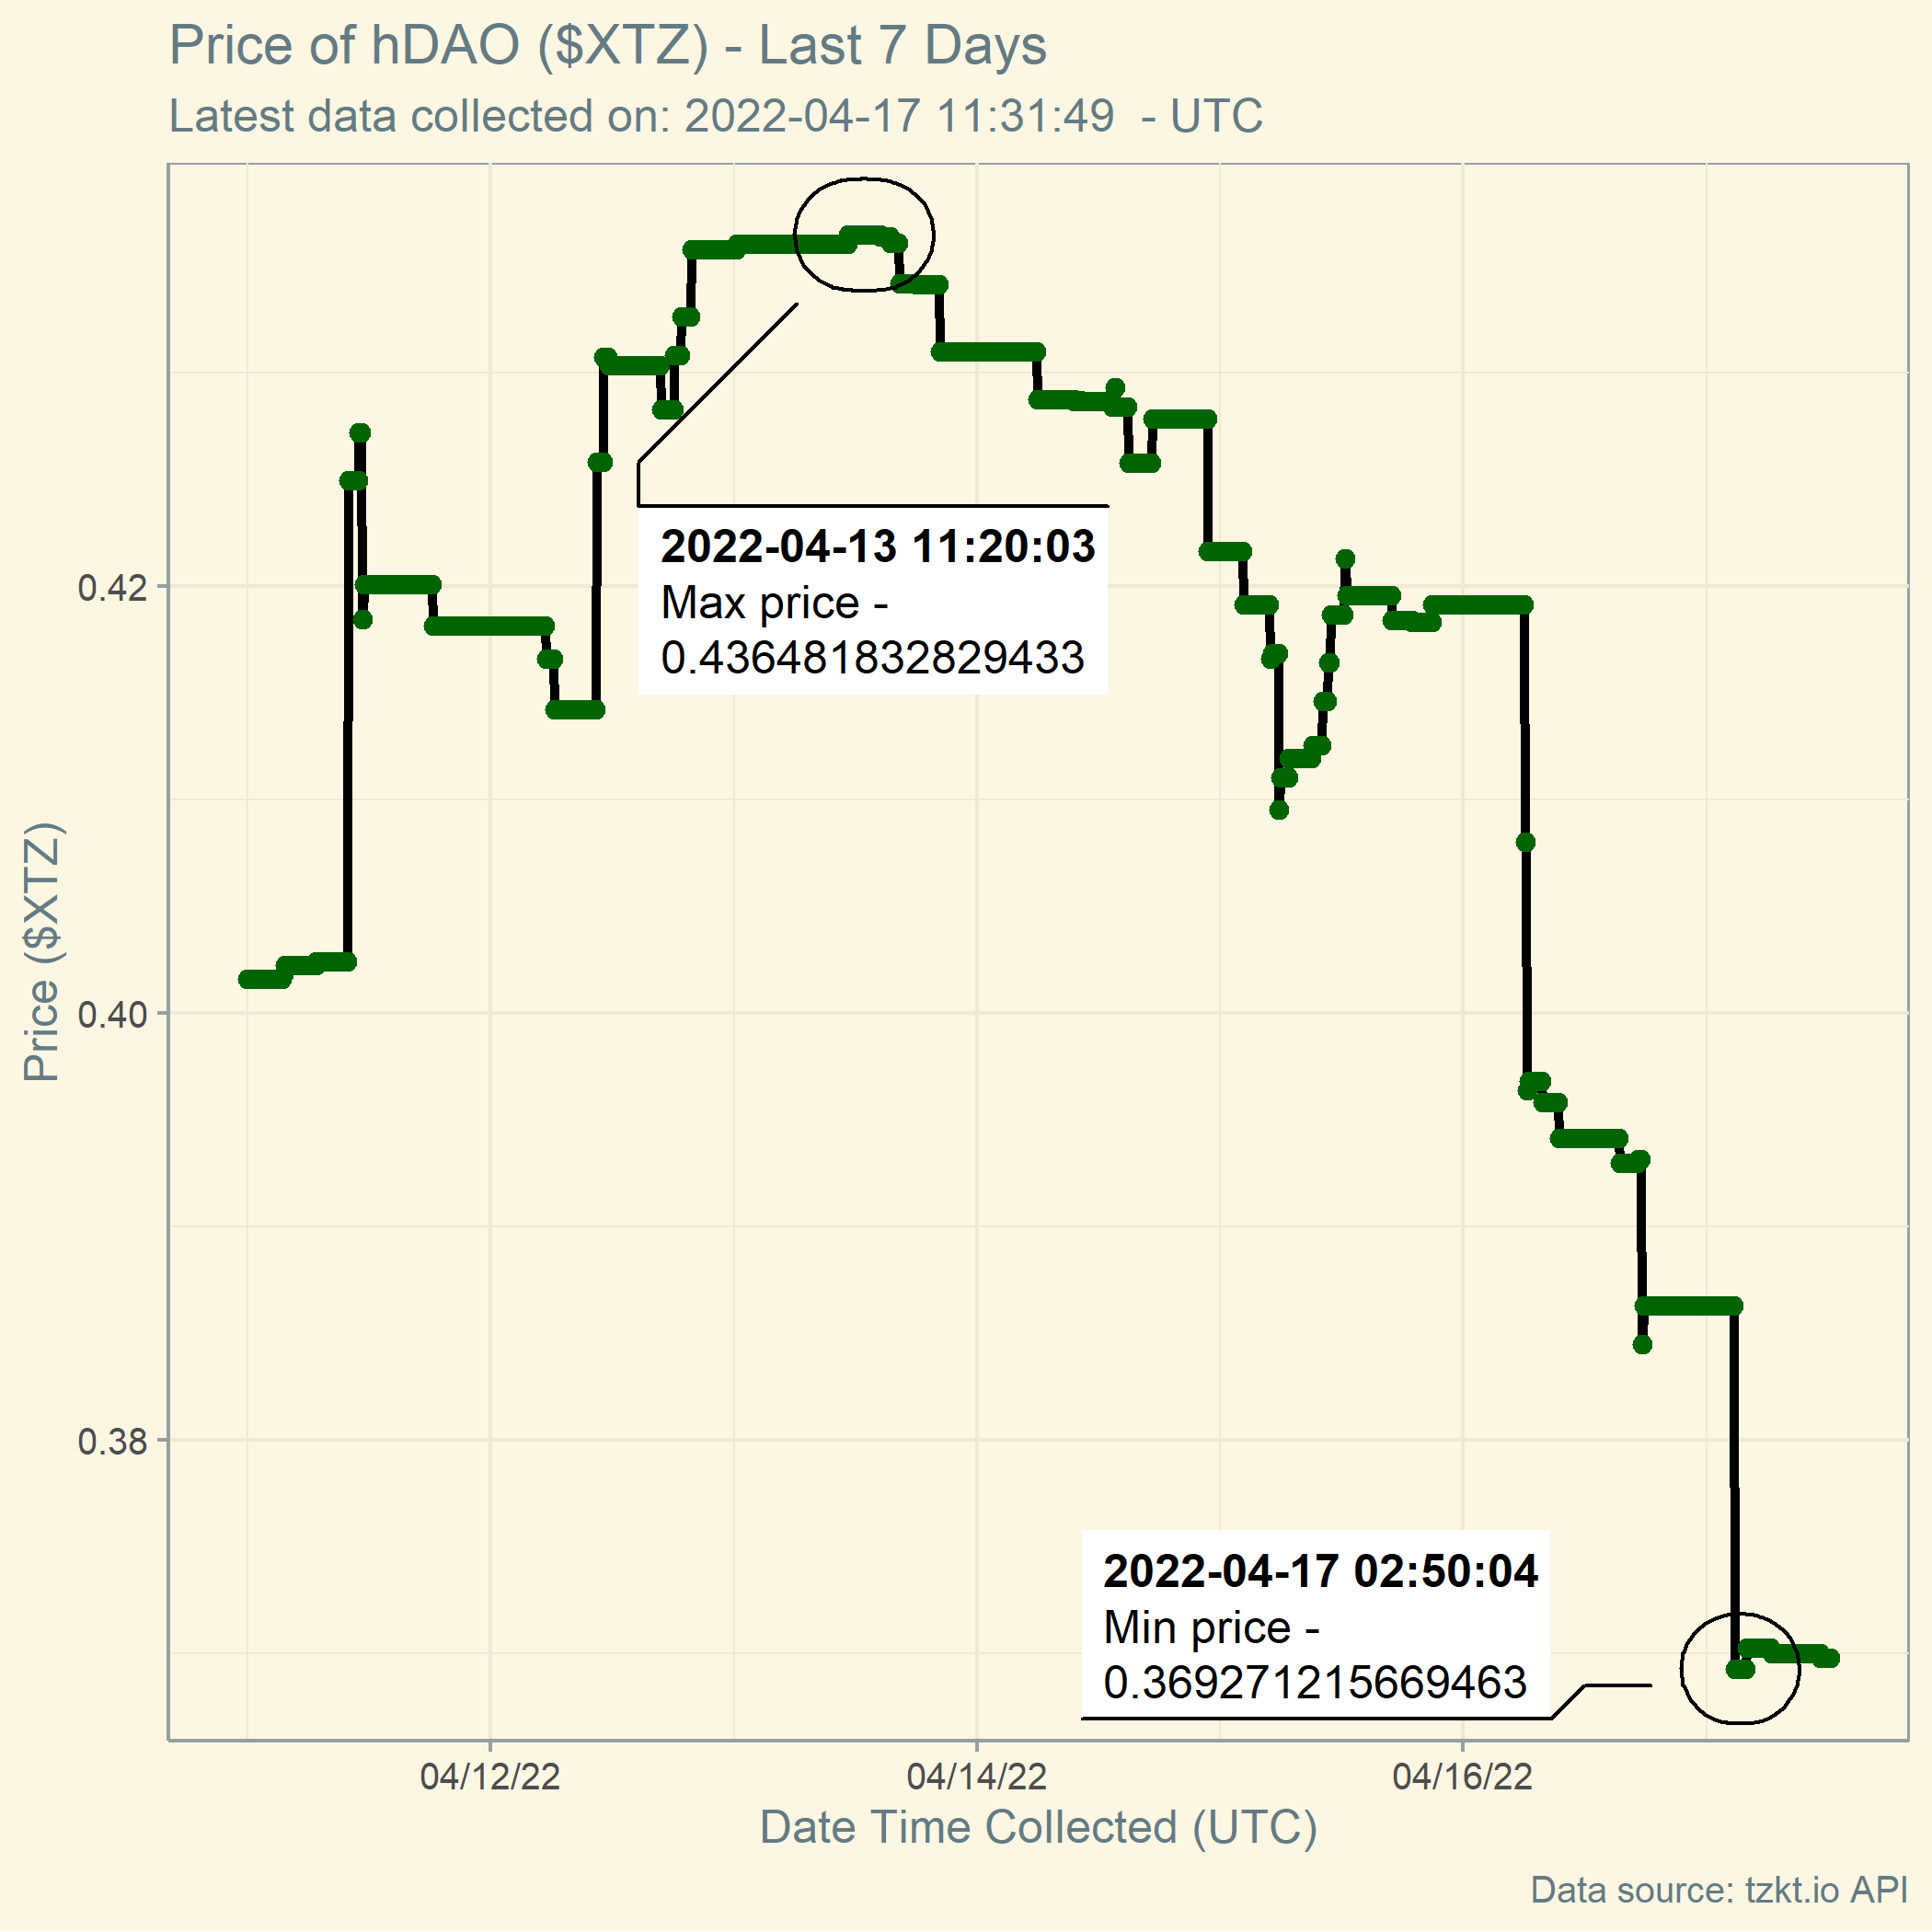 Price of hDAO ($XTZ) - Last 7 Days
Latest data collected on: 2022-04-17 11:31:49  - UTC
2022-04-13 11:20:03
Max price -
0.436481832829433
0.42
Price ($XTZ)
0.40
0.38
2022-04-17 02:50:04
Min price -
0.369271215669463
04/12/22
04/14/22
04/16/22
Date Time Collected (UTC)
Data source: tzkt.io API